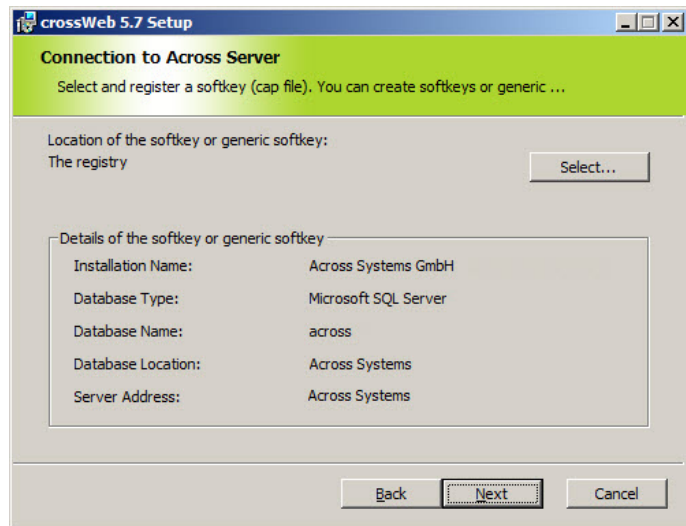 crossWeb 5.7 Setup
Connection to Across Server
Select and register a softkey (cap file). You can create softkeys or generic ...
Location of the softkey or generic softkey:
The registry
Select...
Details of the softkey or generic softkey
Installation Name: Across Systems GmbH
Database Type: Microsoft SQL Server
Database Name: across
Database Location: Across Systems
Server Address: Across Systems
Back Next Cancel